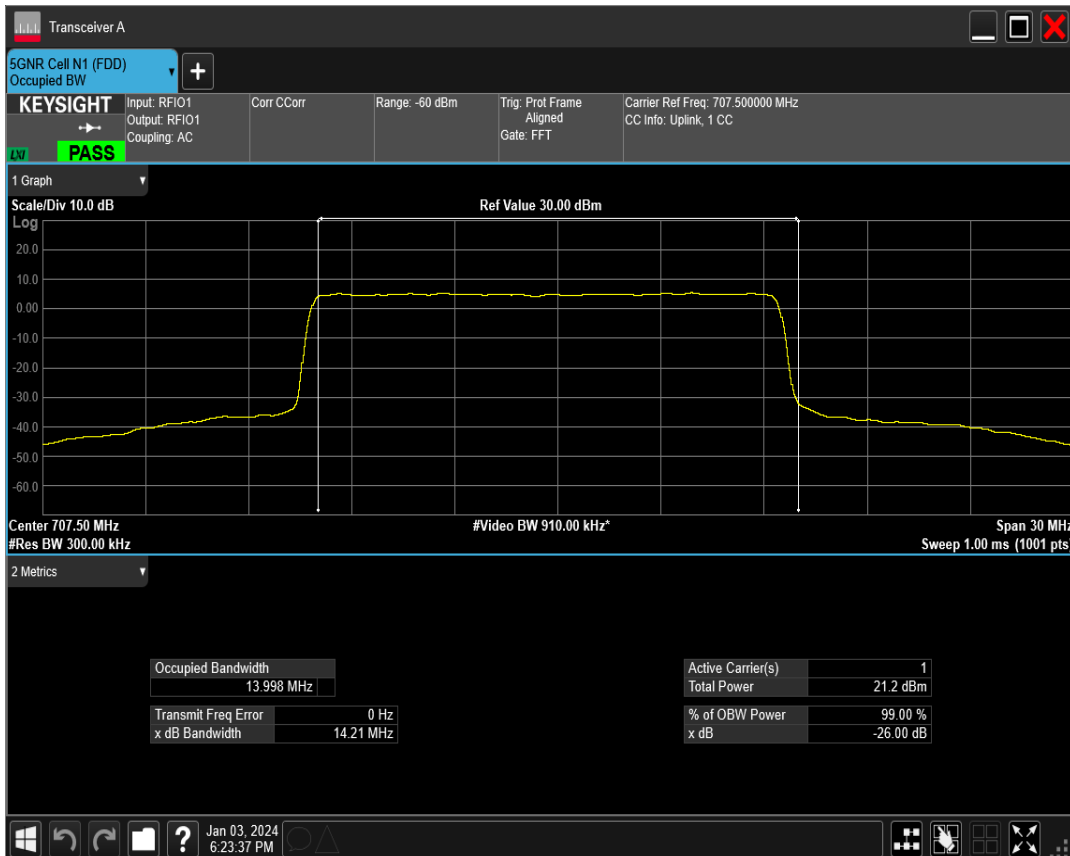 Transceiver A
5GNR Cell N1 (FDD)
Occupied BW
+
KEYSIGHT
LXI
PASS
Input: RFIO1
Output: RFIO1
Coupling: AC
Corr CCorr
Range: -60 dBm
Trig: Prot Frame
Aligned
Gate: FFT
Carrier Ref Freq: 707.500000 MHz
CC Info: Uplink, 1 CC
1 Graph
Scale/Div 10.0 dB
Ref Value 30.00 dBm
Log
20.0
10.0
0.00
-10.0
-20.0
-30.0
-40.0
-50.0
-60.0
Center 707.50 MHz
#Video BW 910.00 kHz*
Span 30 MHz
#Res BW 300.00 kHz
Sweep 1.00 ms (1001 pts)
2 Metrics
Occupied Bandwidth
13.998 MHz
Transmit Freq Error 0 Hz
x dB Bandwidth 14.21 MHz
Active Carrier(s) 1
Total Power 21.2 dBm
% of OBW Power 99.00 %
x dB -26.00 dB
?
Jan 03, 2024
6:23:37 PM